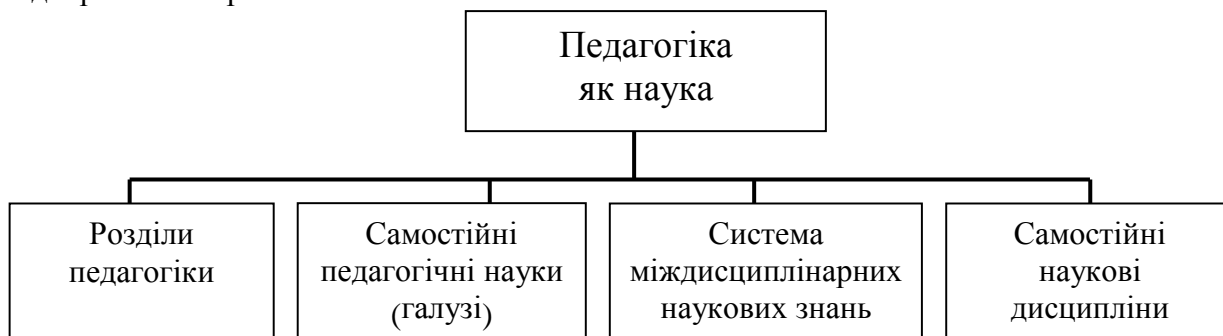 Педагогіка
як наука
Розділи
педагогіки
Самостійні
педагогічні науки
(галузі)
Система
міждисциплінарних
наукових знань
Самостійні
наукові
дисципліни